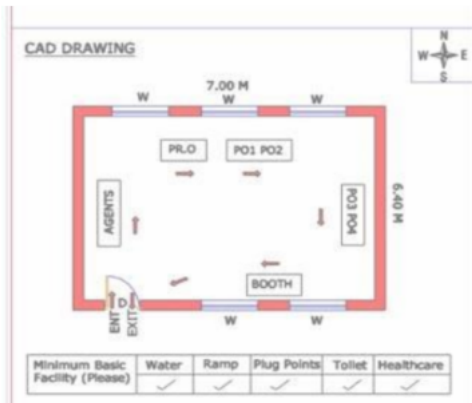 N
CAD DRAWING
W E
S
7.00 M
W W W
PR.O PO1 PO2
AGENTS
PO3 PO4
6.40 M
BOOTH
D
ENT
EXIT
W W
Minimum Basic Facility (Please) Water Ramp Plug Points Toilet Healthcare